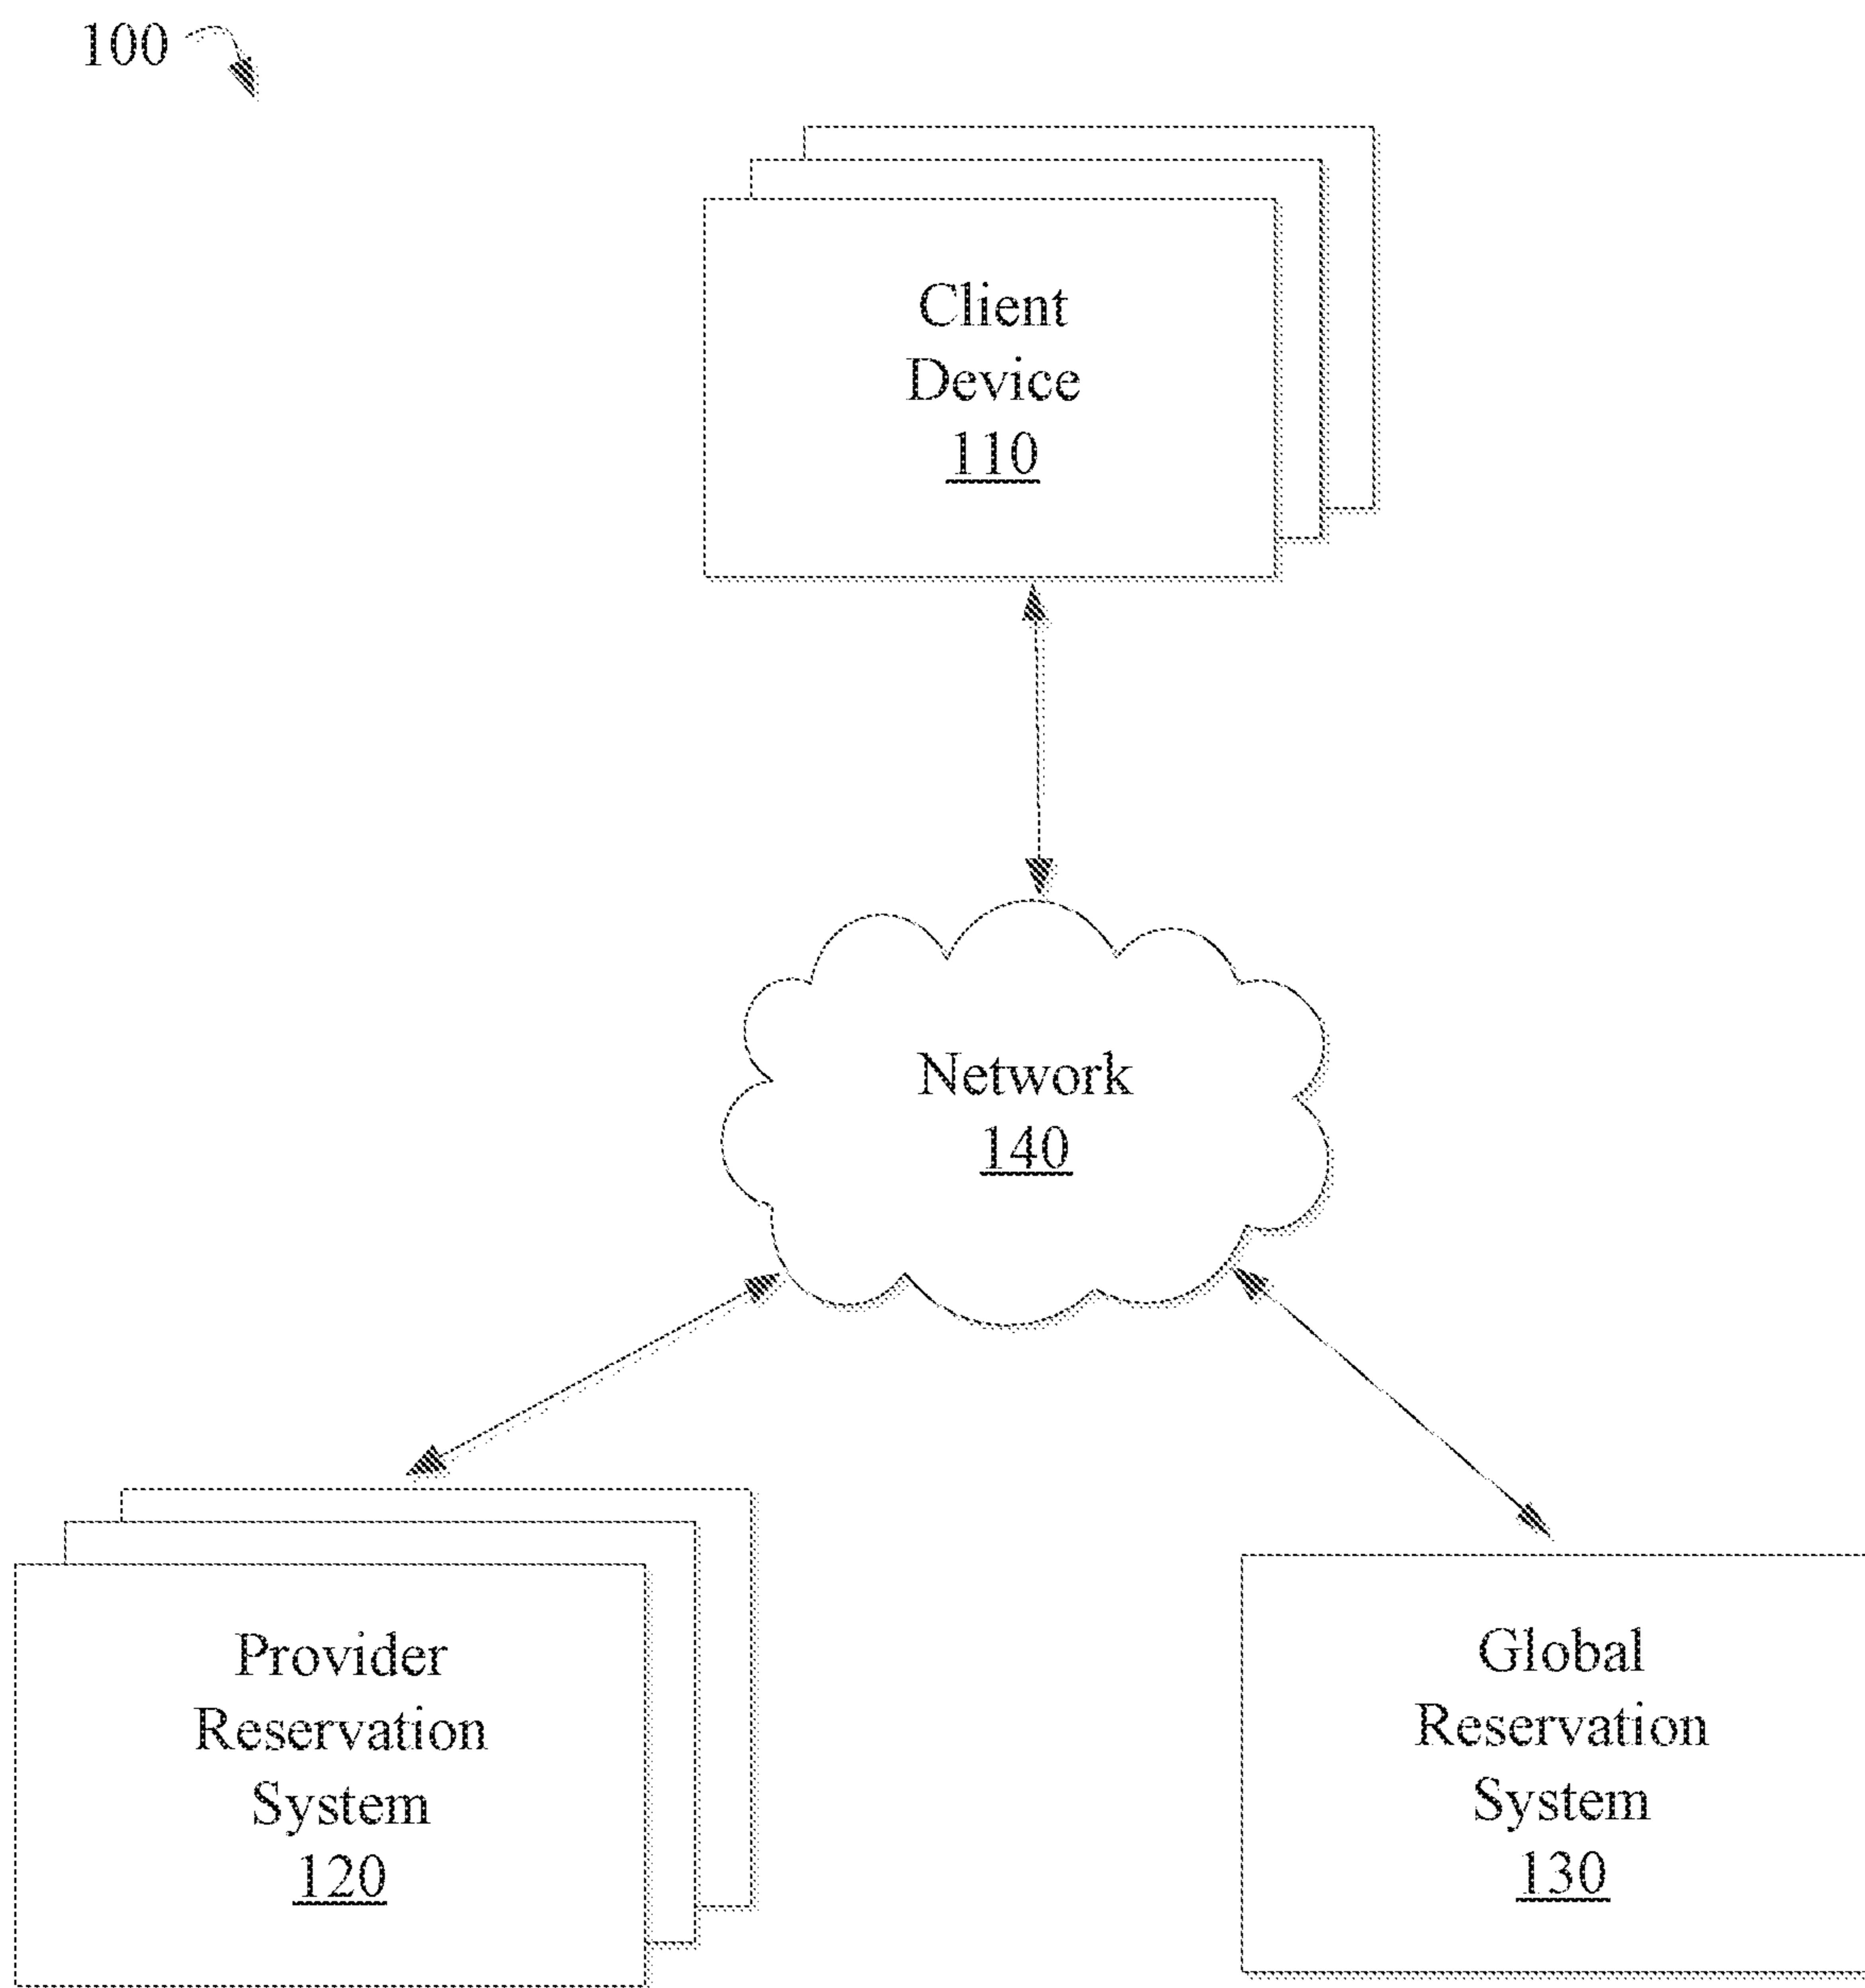 100
Client
Device
110
Network
140
Provider
Reservation
System
120
Global
Reservation
System
130